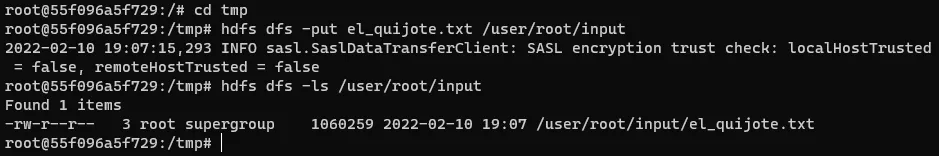 root@55f096a5f729:/# cd tmp
root@55f096a5f729:/tmp# hdfs dfs -put el_quijote.txt /user/root/input
2022-02-10 19:07:15,293 INFO sasl.SaslDataTransferClient: SASL encryption trust check: localHostTrusted
 = false, remoteHostTrusted = false
root@55f096a5f729:/tmp# hdfs dfs -ls /user/root/input
Found 1 items
-rw-r--r--   3 root supergroup    1060259 2022-02-10 19:07 /user/root/input/el_quijote.txt
root@55f096a5f729:/tmp#